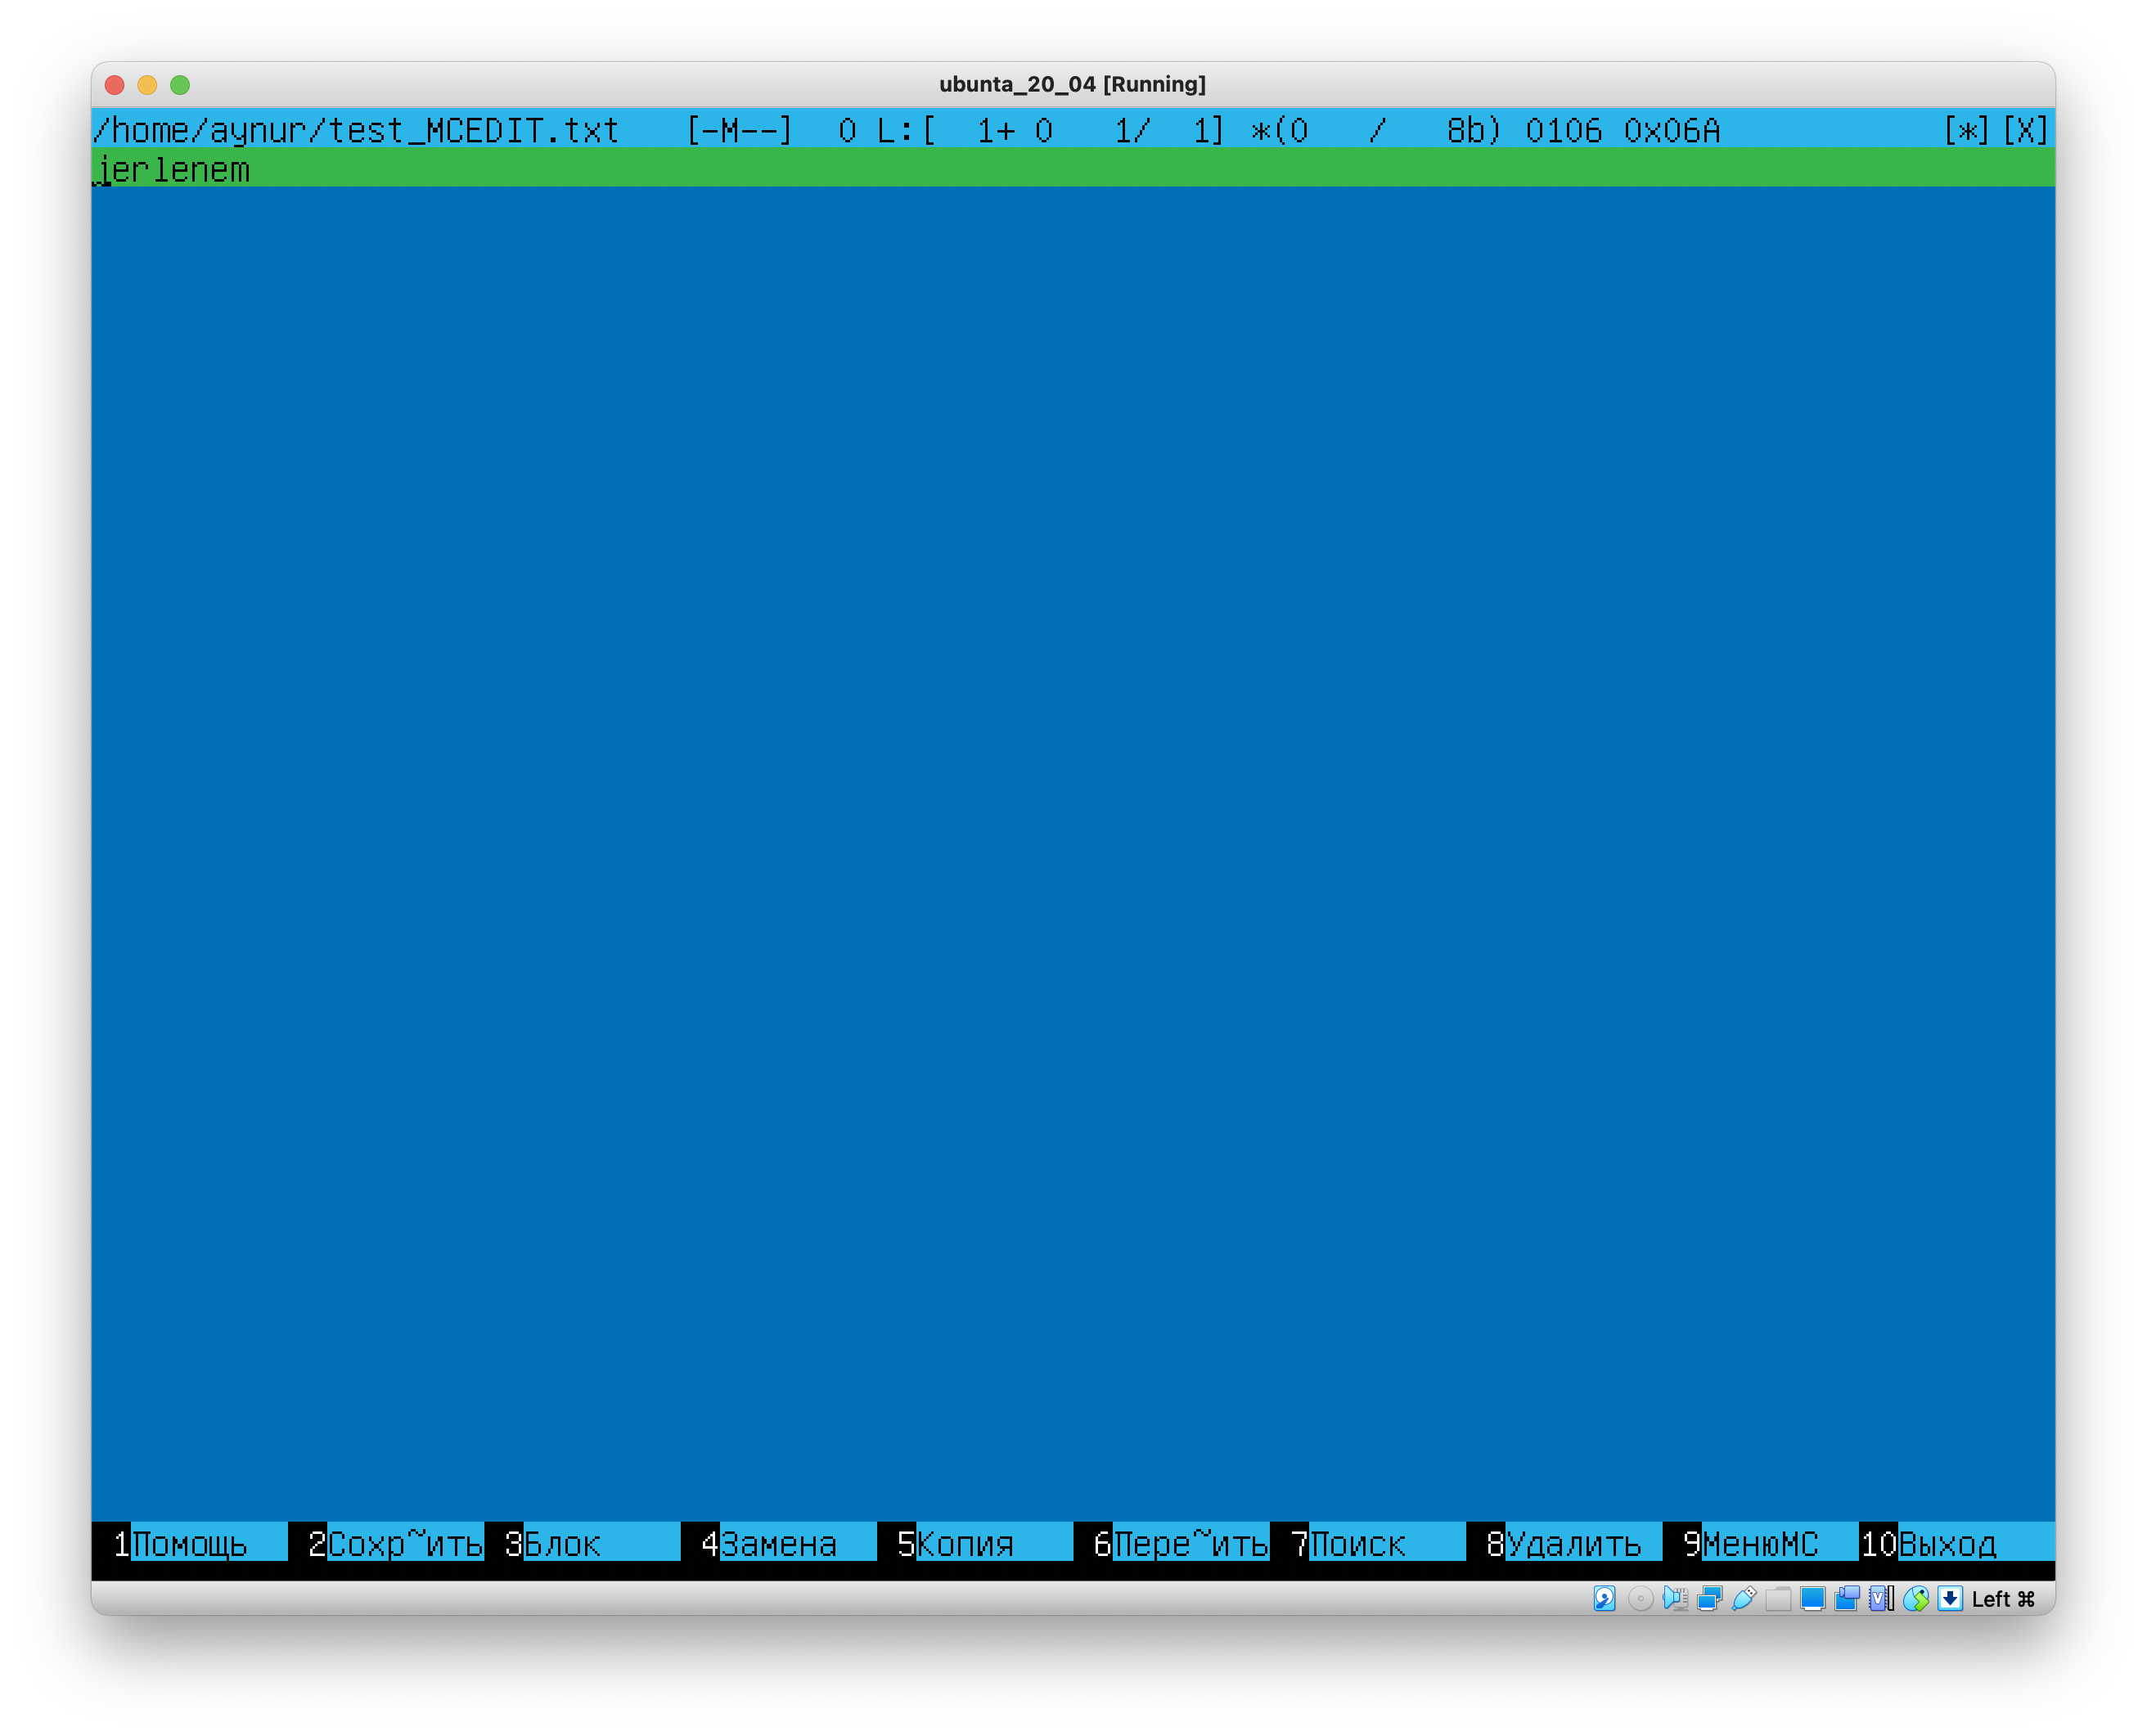 ubunta_20_04 [Running]
/home/aynur/test_MCEDIT.txt   [-M--]  0 L:[  1+ 0   1/  1] *(0   /   8b) 0106 0x06A   [*][X]
jerlenem
1Помощь 2Сохр~ить 3Блок 4Замена 5Копия 6Пере~ить 7Поиск 8Удалить 9МенюМС 10Выход
Left ⌘